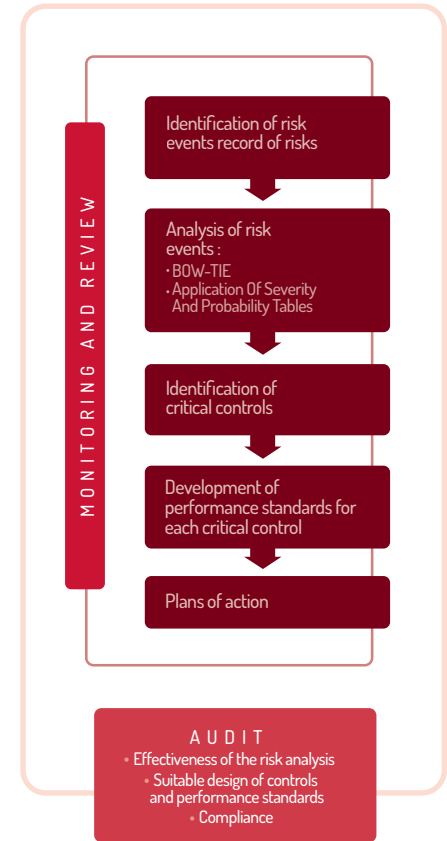 MONITORING AND REVIEW
Identification of risk
events record of risks
Analysis of risk
events :
• BOW-TIE
• Application Of Severity
And Probability Tables
Identification of
critical controls
Development of
performance standards for
each critical control
Plans of action
AUDIT
• Effectiveness of the risk analysis
• Suitable design of controls
and performance standards
• Compliance